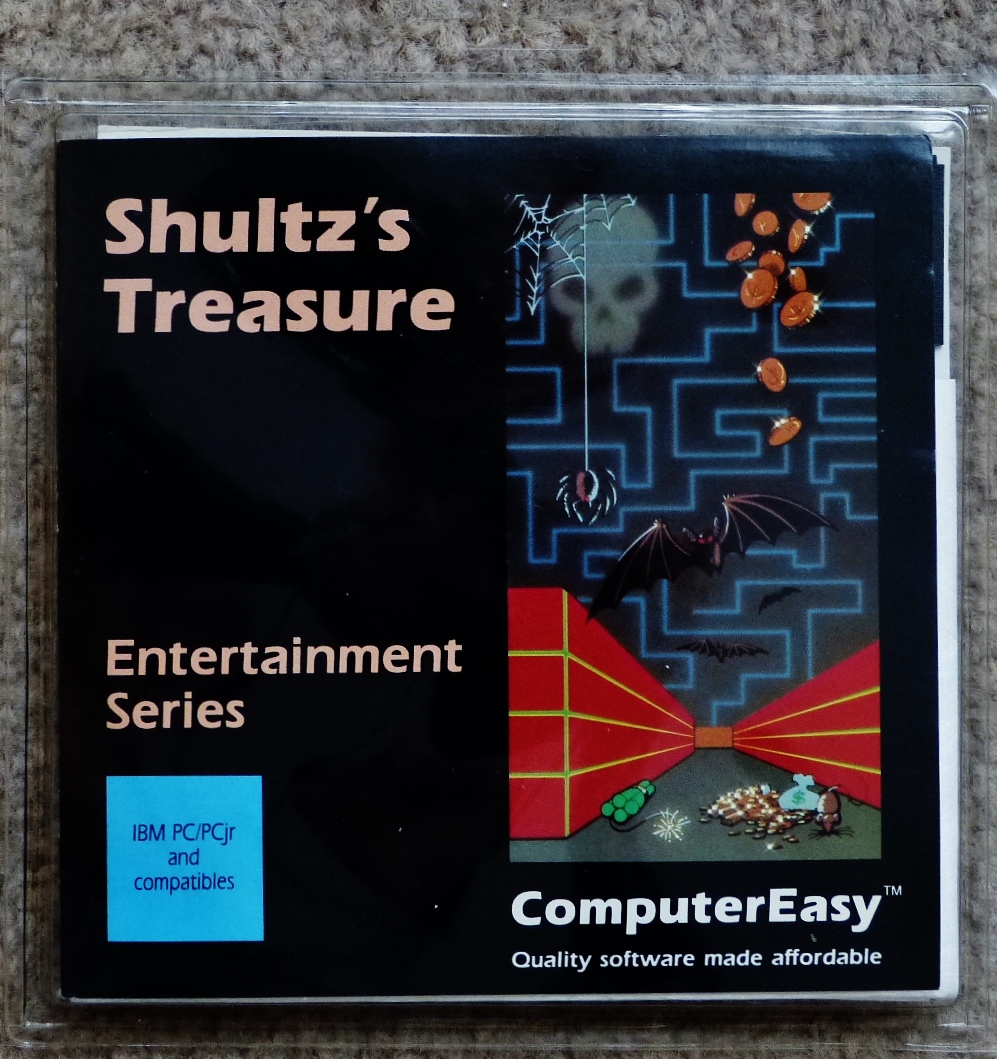 Shultz's
Treasure
Entertainment
Series
IBM PC/PCjr
and
compatibles
$
ComputerEasy™
Quality software made affordable